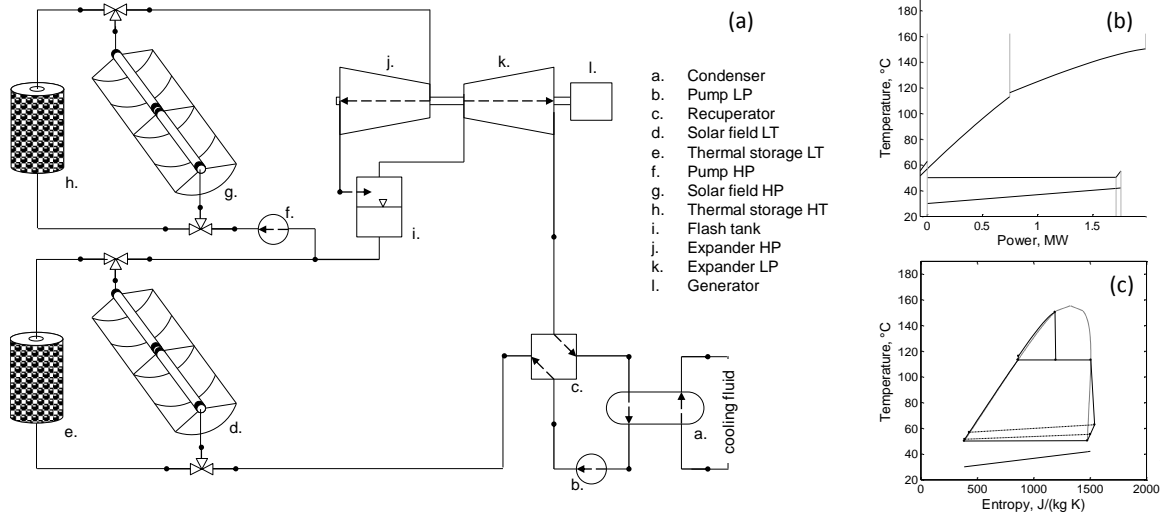 (a)
j.
k.
l.
h.
g.
f.
i.
e.
d.
c.
b.
a.
cooling fluid
a. Condenser
b. Pump LP
c. Recuperator
d. Solar field LT
e. Thermal storage LT
f. Pump HP
g. Solar field HP
h. Thermal storage HT
i. Flash tank
j. Expander HP
k. Expander LP
l. Generator
(b)
Temperature, °C
180
160
140
120
100
80
60
40
20
0
0.5
1
1.5
Power, MW
(c)
Temperature, °C
180
160
140
120
100
80
60
40
20
0
500
1000
1500
2000
Entropy, J/(kg K)